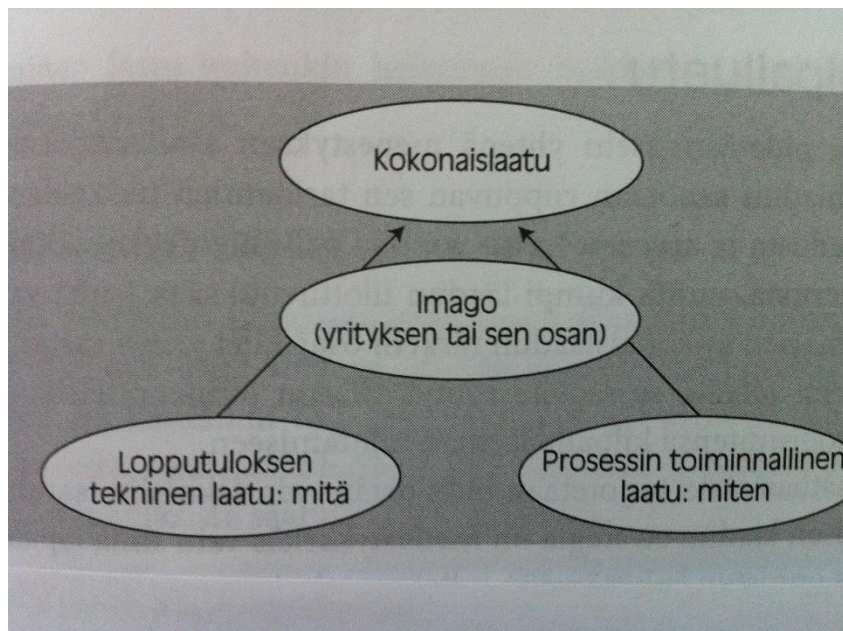 Kokonaislaatu
Imago
(yrityksen tai sen osan)
Lopputuloksen
tekninen laatu: mitä
Prosessin toiminnallinen
laatu: miten